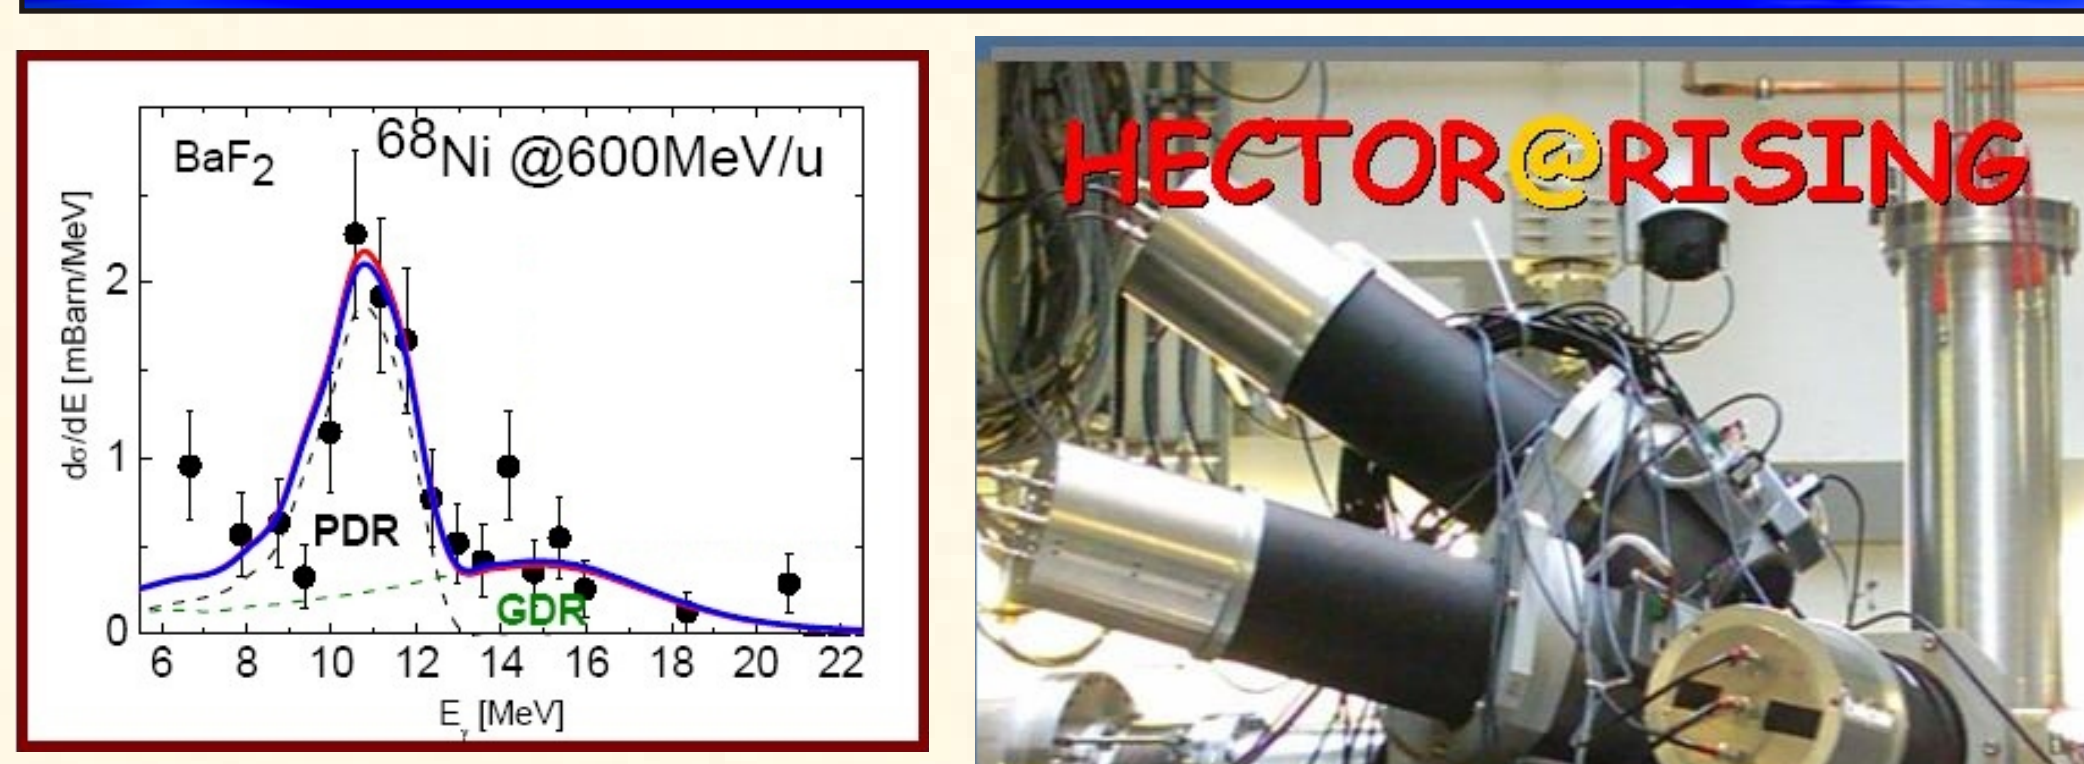 BaF2
68Ni @600MeV/u
dσ/dE [mBarn/MeV]
2
1
0
PDR
GDR
6 8 10 12 14 16 18 20 22
Eγ [MeV]
HECTOR@RISING